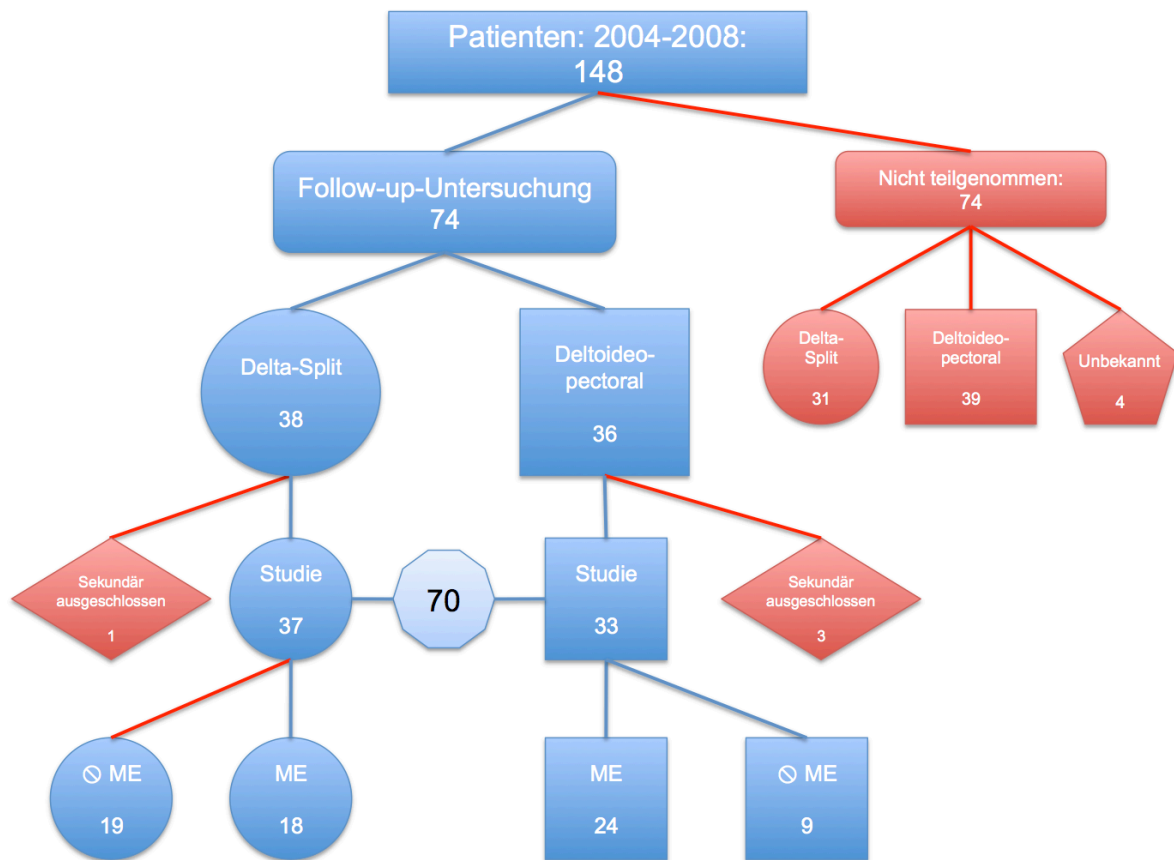 Patienten: 2004-2008:
148
Follow-up-Untersuchung
74
Nicht teilgenommen:
74
Delta-Split
38
Deltoideo-
pectoral
36
Delta-
Split
31
Deltoideo-
pectoral
39
Unbekannt
4
Sekundär
ausgeschlossen
1
Studie
37
70
Studie
33
Sekundär
ausgeschlossen
3
🛇 ME
19
ME
18
ME
24
🛇 ME
9